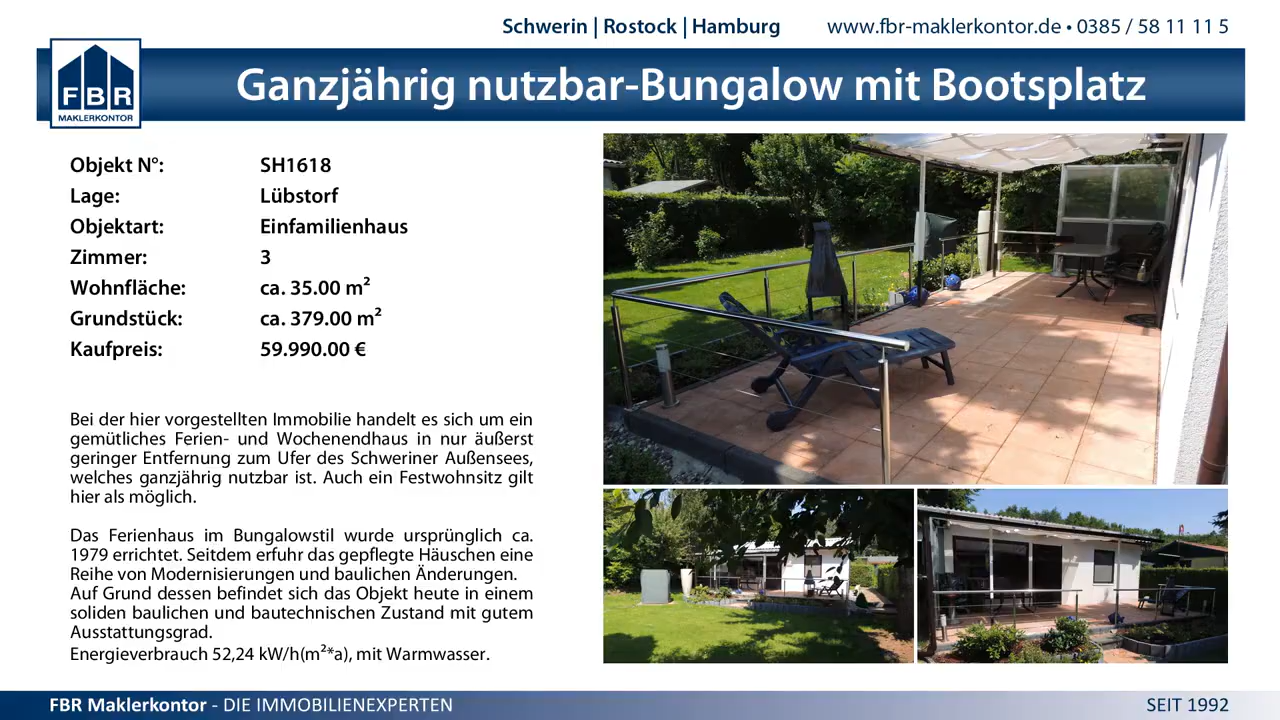 Schwerin | Rostock | Hamburg www.fbr-maklerkontor.de • 0385 / 58 11 11 5
FBR
MAKLERKONTOR
Ganzjährig nutzbar-Bungalow mit Bootsplatz
Objekt N°: SH1618
Lage: Lübstorf
Objektart: Einfamilienhaus
Zimmer: 3
Wohnfläche: ca. 35.00 m²
Grundstück: ca. 379.00 m²
Kaufpreis: 59.990.00 €
Bei der hier vorgestellten Immobilie handelt es sich um ein
gemütliches Ferien- und Wochenendhaus in nur äußerst
geringer Entfernung zum Ufer des Schweriner Außensees,
welches ganzjährig nutzbar ist. Auch ein Festwohnsitz gilt
hier als möglich.
Das Ferienhaus im Bungalowstil wurde ursprünglich ca.
1979 errichtet. Seitdem erfuhr das gepflegte Häuschen eine
Reihe von Modernisierungen und baulichen Änderungen.
Auf Grund dessen befindet sich das Objekt heute in einem
soliden baulichen und bautechnischen Zustand mit gutem
Ausstattungsgrad.
Energieverbrauch 52,24 kW/h(m²*a), mit Warmwasser.
FBR Maklerkontor - DIE IMMOBILIENEXPERTEN SEIT 1992